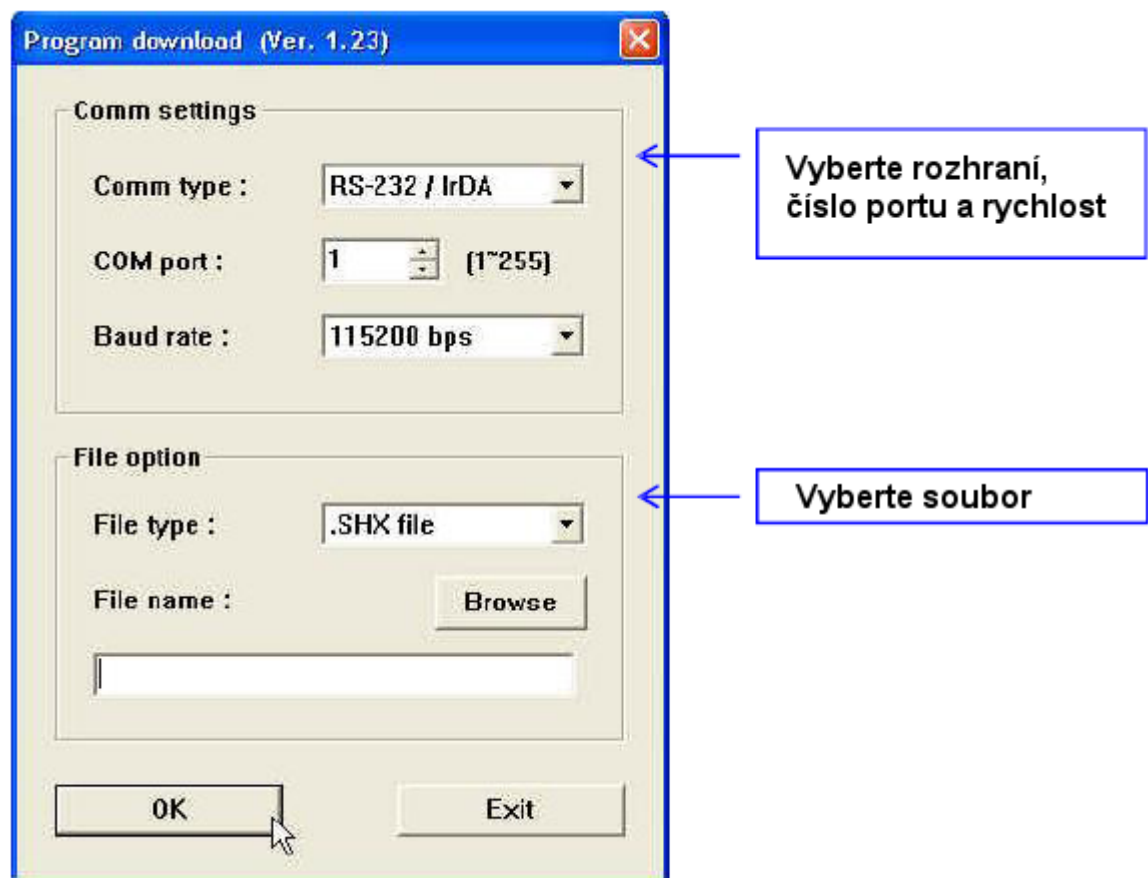 Program download (Ver. 1.23)
Comm settings
Comm type :
RS-232 / IrDA
COM port :
1
(1~255)
Baud rate :
115200 bps
Vyberte rozhraní,
číslo portu a rychlost
File option
File type :
.SHX file
File name :
Browse
Vyberte soubor
OK
Exit